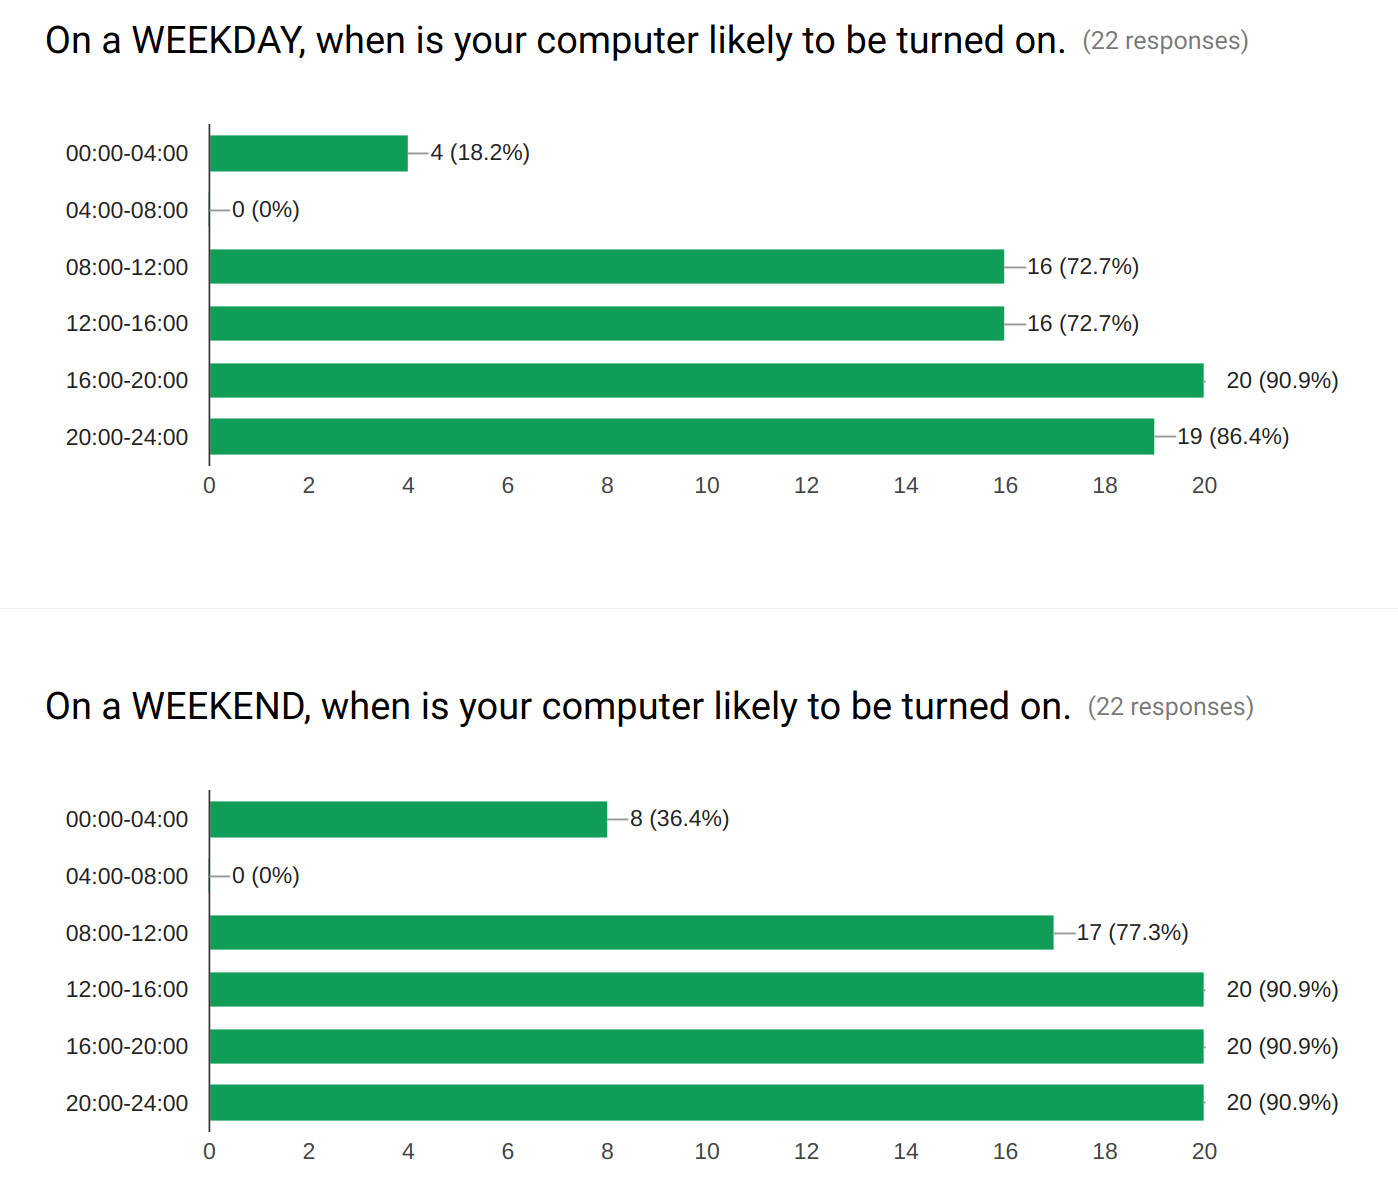 On a WEEKDAY, when is your computer likely to be turned on. (22 responses)
00:00-04:00 4 (18.2%)
04:00-08:00 0 (0%)
08:00-12:00 16 (72.7%)
12:00-16:00 16 (72.7%)
16:00-20:00 20 (90.9%)
20:00-24:00 19 (86.4%)
0 2 4 6 8 10 12 14 16 18 20
On a WEEKEND, when is your computer likely to be turned on. (22 responses)
00:00-04:00 8 (36.4%)
04:00-08:00 0 (0%)
08:00-12:00 17 (77.3%)
12:00-16:00 20 (90.9%)
16:00-20:00 20 (90.9%)
20:00-24:00 20 (90.9%)
0 2 4 6 8 10 12 14 16 18 20